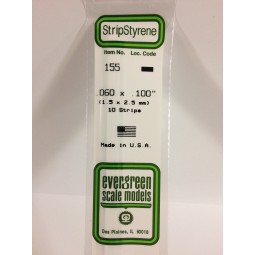 StripStyrene
Item No. Loc. Code
155
.060 x .100"
(1.5 x 2.5 mm)
10 Strips
Made in U.S.A.
evergreen
scale models
Des Plaines, IL 60018